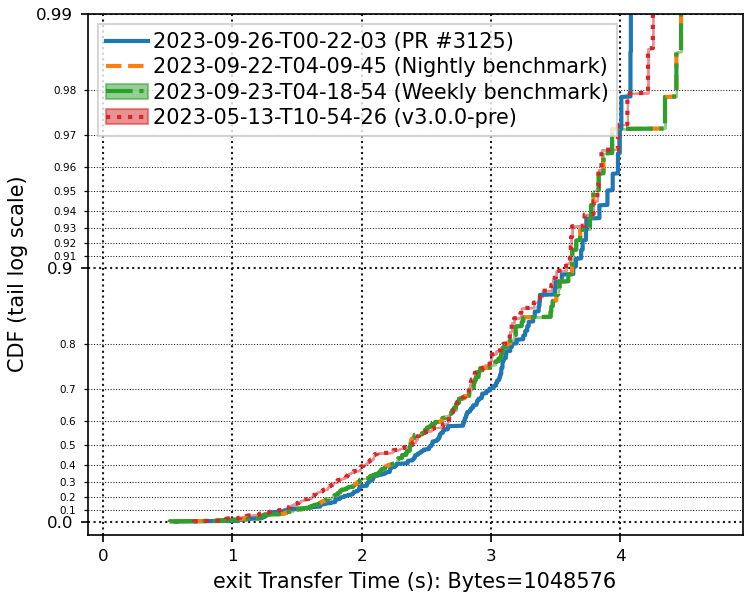 0.99
2023-09-26-T00-22-03 (PR #3125)
2023-09-22-T04-09-45 (Nightly benchmark)
2023-09-23-T04-18-54 (Weekly benchmark)
2023-05-13-T10-54-26 (v3.0.0-pre)
0.98
0.97
0.96
0.95
0.94
0.93
0.92
0.91
0.9
0.8
0.7
0.6
0.5
0.4
0.3
0.2
0.1
0.0
CDF (tail log scale)
0 1 2 3 4
exit Transfer Time (s): Bytes=1048576